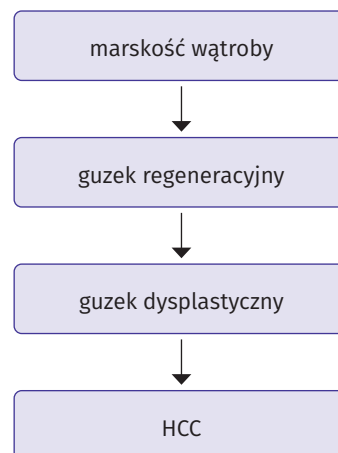 marskość wątroby
guzek regeneracyjny
guzek dysplastyczny
HCC